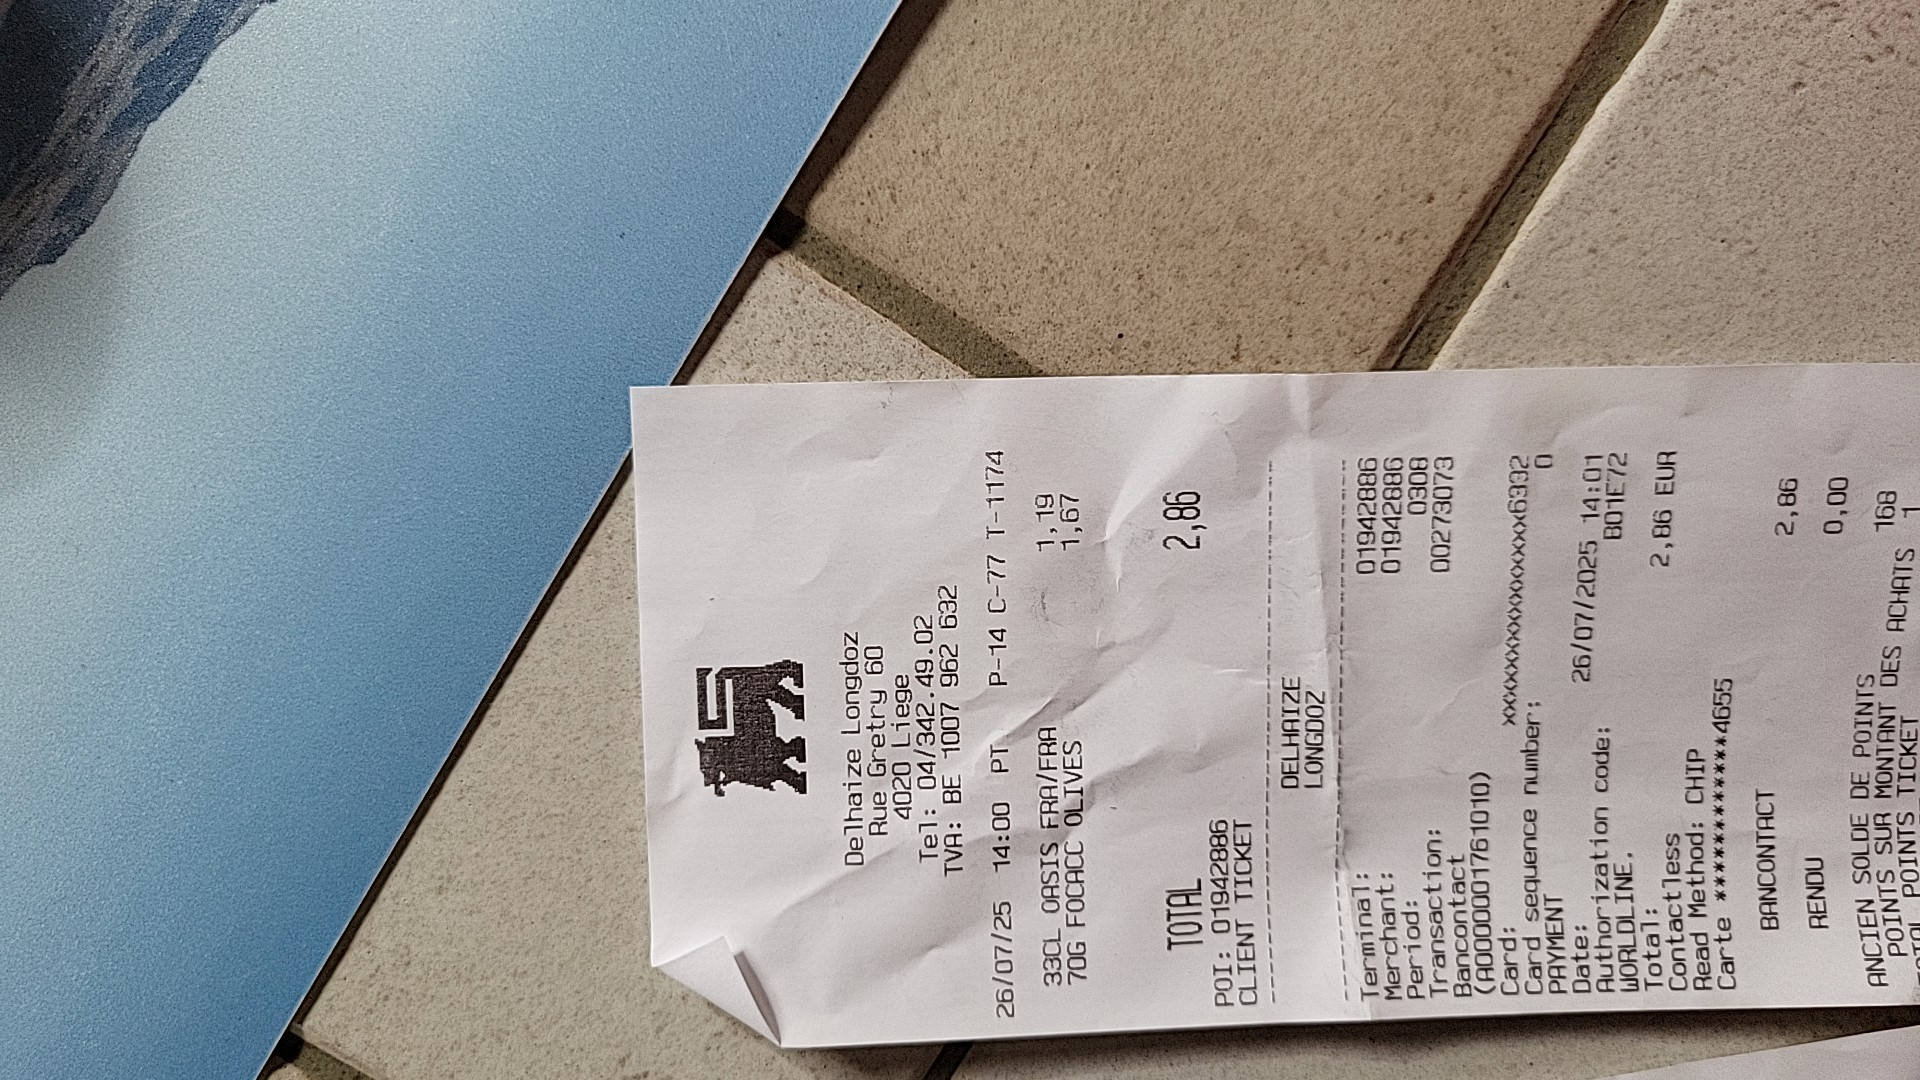 Delhaize Longdoz
Rue Gretry 60
4020 Liege
Tel: 04/342.49.02
TVA: BE 1007 962 632
26/07/25 14:00 PT P-14 C-77 T-1174
33CL OASIS FRA/FRA 1,19
70G FOCACC OLIVES 1,67
TOTAL 2,86
POI: 01942886
CLIENT TICKET
DELHAIZE
LONGDOZ
Terminal: 01942886
Merchant: 01942886
Period: 0308
Transaction: 00273073
Bancontact
(A0000001761010)
Card: xxxxxxxxxxxxxxx6332
Card sequence number: 0
PAYMENT
Date: 26/07/2025 14:01
Authorization code: B01E72
WORLDLINE.
Total: 2,86 EUR
Contactless
Read Method: CHIP
Carte ***************4655
BANCONTACT 2,86
RENDU 0,00
ANCIEN SOLDE DE POINTS 168
POINTS SUR MONTANT DES ACHATS 1
POINTS TICKET